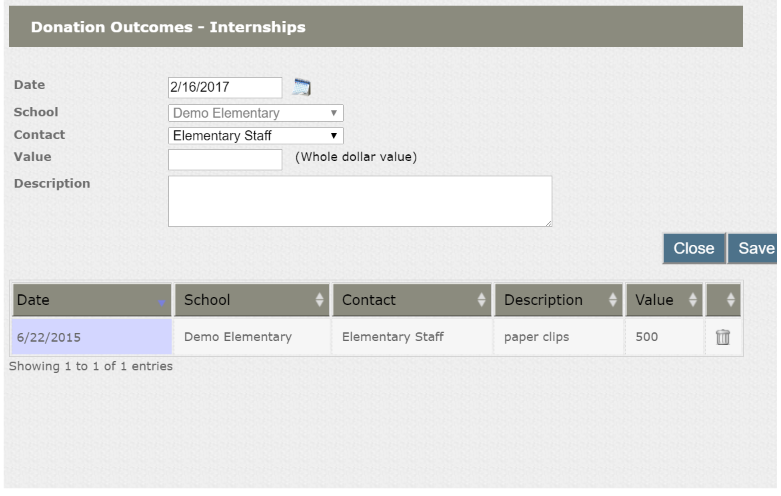 Donation Outcomes - Internships
Date 2/16/2017
School Demo Elementary
Contact Elementary Staff
Value (Whole dollar value)
Description
Close Save
Date School Contact Description Value
6/22/2015 Demo Elementary Elementary Staff paper clips 500
Showing 1 to 1 of 1 entries